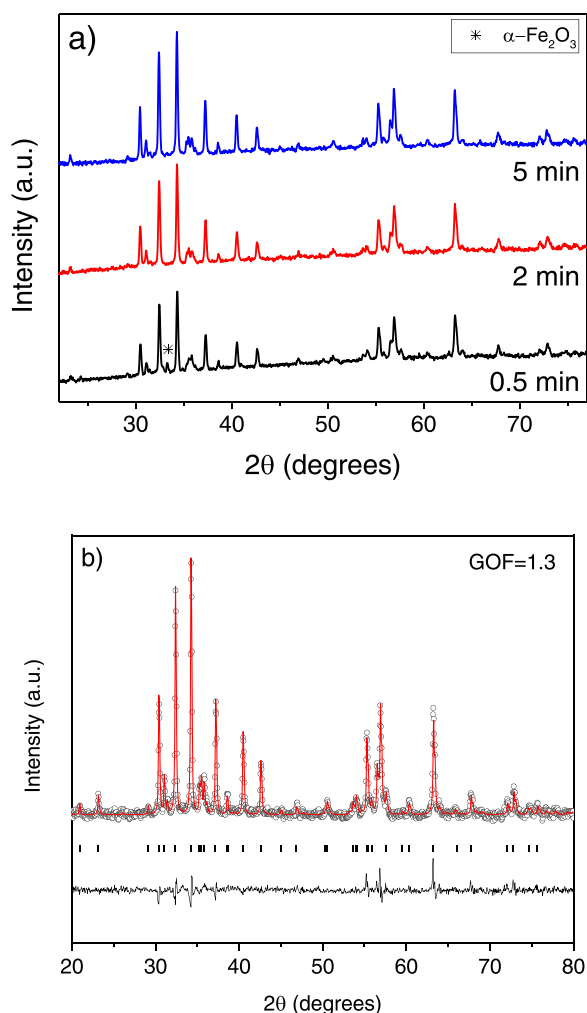 a)
* α−Fe₂O₃
5 min
2 min
0.5 min
Intensity (a.u.)
30 40 50 60 70
2θ (degrees)
b)
GOF=1.3
Intensity (a.u.)
20 30 40 50 60 70 80
2θ (degrees)